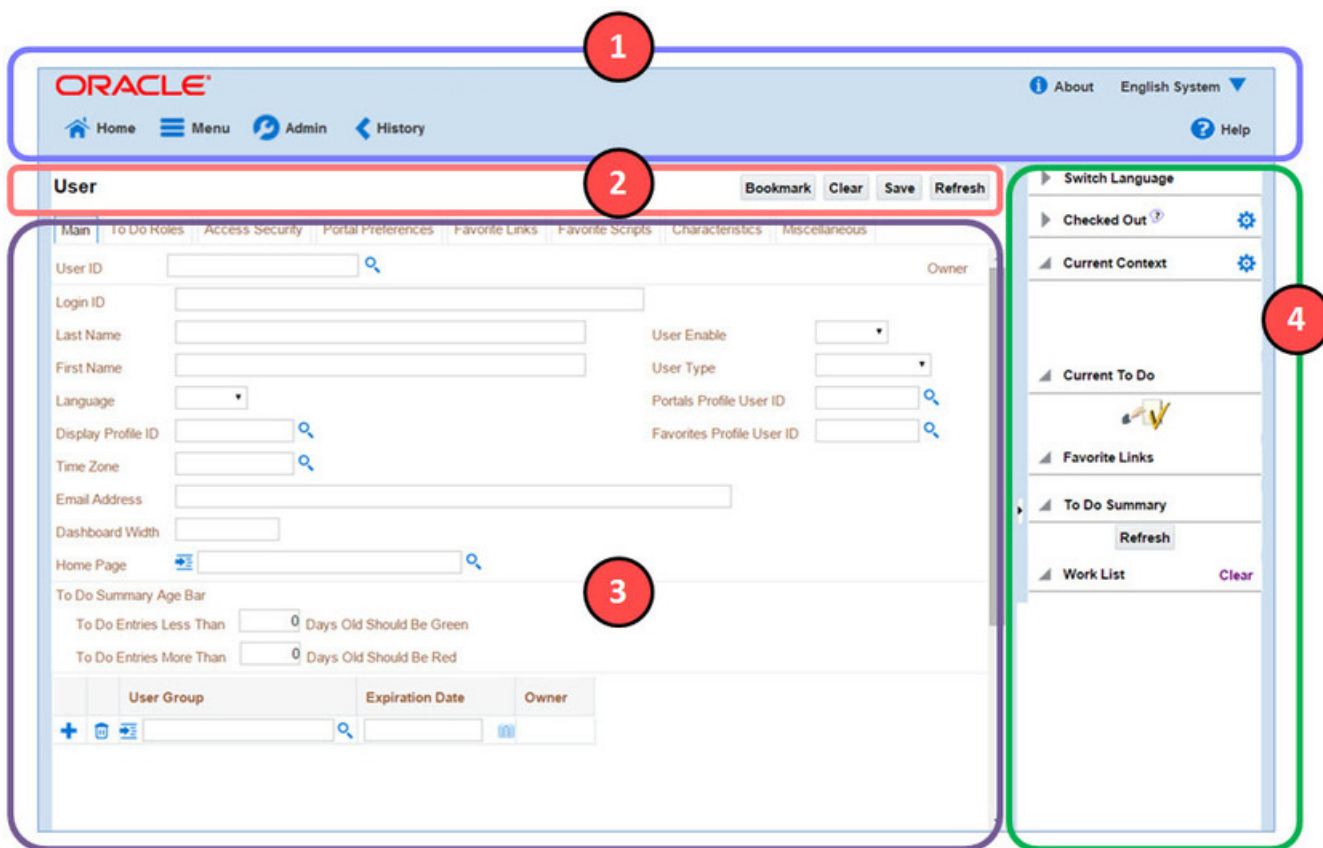 1
ORACLE®
About English System
Home Menu Admin History Help
User 2 Bookmark Clear Save Refresh
Main To Do Roles Access Security Portal Preferences Favorite Links Favorite Scripts Characteristics Miscellaneous
User ID Owner
Login ID
Last Name User Enable
First Name User Type
Language Portals Profile User ID
Display Profile ID Favorites Profile User ID
Time Zone
Email Address
Dashboard Width
Home Page
To Do Summary Age Bar
To Do Entries Less Than 0 Days Old Should Be Green
To Do Entries More Than 0 Days Old Should Be Red
3
User Group Expiration Date Owner
Switch Language
Checked Out ?
Current Context
4
Current To Do
Favorite Links
To Do Summary
Refresh
Work List Clear